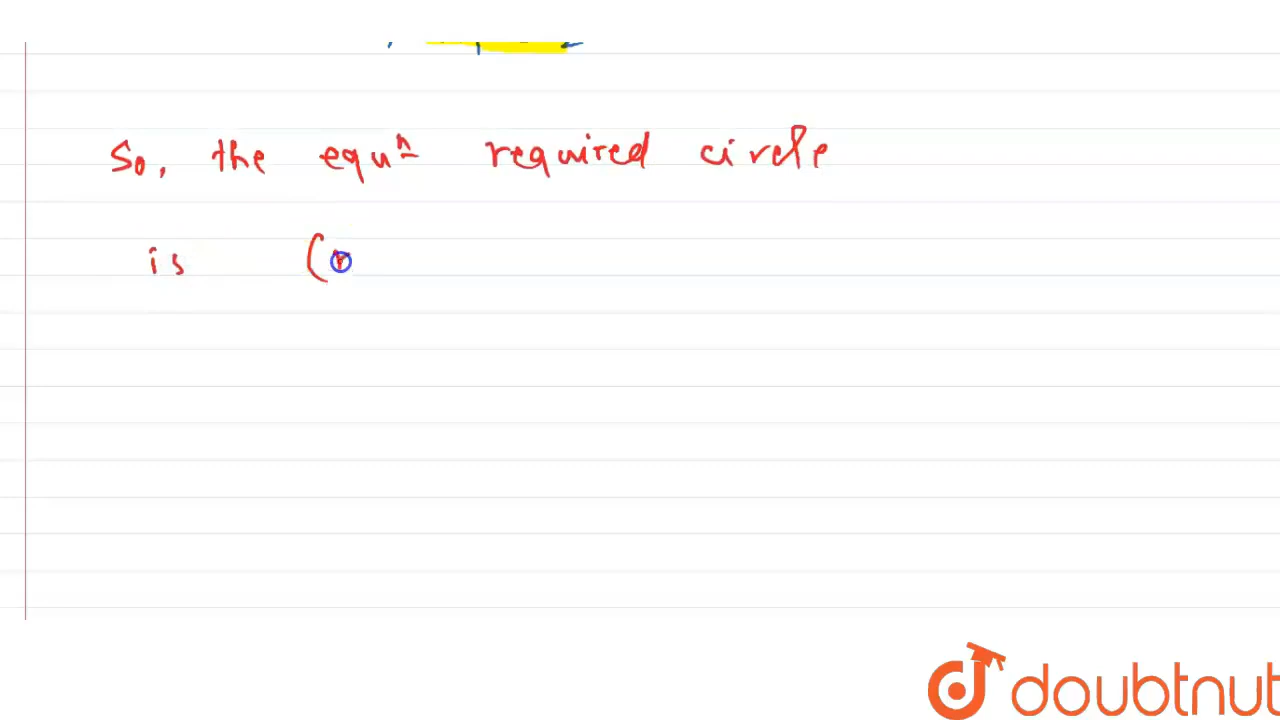 So, the equⁿ required circle
is (
doubtnut